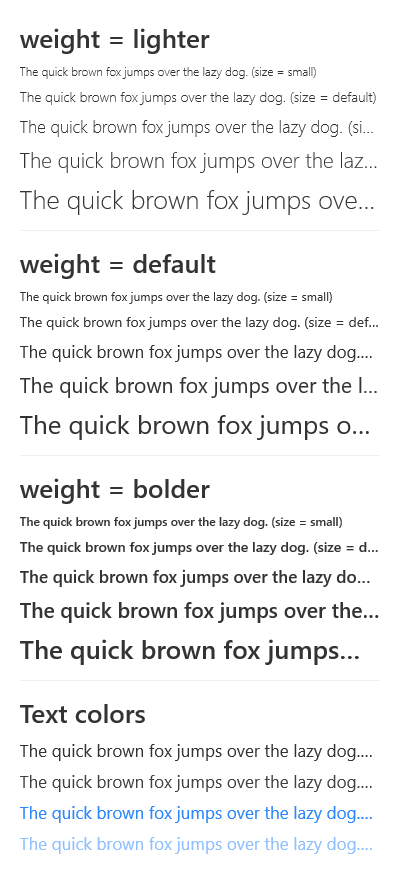 weight = lighter
The quick brown fox jumps over the lazy dog. (size = small)
The quick brown fox jumps over the lazy dog. (size = default)
The quick brown fox jumps over the lazy dog. (si...
The quick brown fox jumps over the laz...
The quick brown fox jumps ove...
weight = default
The quick brown fox jumps over the lazy dog. (size = small)
The quick brown fox jumps over the lazy dog. (size = def...
The quick brown fox jumps over the lazy dog....
The quick brown fox jumps over the l...
The quick brown fox jumps o...
weight = bolder
The quick brown fox jumps over the lazy dog. (size = small)
The quick brown fox jumps over the lazy dog. (size = d...
The quick brown fox jumps over the lazy do...
The quick brown fox jumps over the...
The quick brown fox jumps...
Text colors
The quick brown fox jumps over the lazy dog....
The quick brown fox jumps over the lazy dog....
The quick brown fox jumps over the lazy dog....
The quick brown fox jumps over the lazy dog....